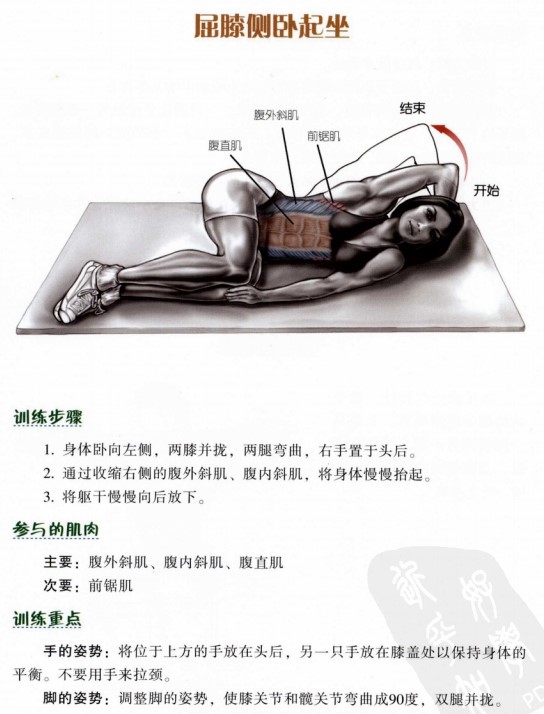 屈膝侧卧起坐
结束
腹外斜肌
前锯肌
腹直肌
开始
训练步骤
1. 身体卧向左侧，两膝并拢，两腿弯曲，右手置于头后。
2. 通过收缩右侧的腹外斜肌、腹内斜肌，将身体慢慢抬起。
3. 将躯干慢慢向后放下。
参与的肌肉
主要：腹外斜肌、腹内斜肌、腹直肌
次要：前锯肌
训练重点
手的姿势：将位于上方的手放在头后，另一只手放在膝盖处以保持身体的
平衡。不要用手来拉颈。
脚的姿势：调整脚的姿势，使膝关节和髋关节弯曲成90度，双腿并拢。
PD